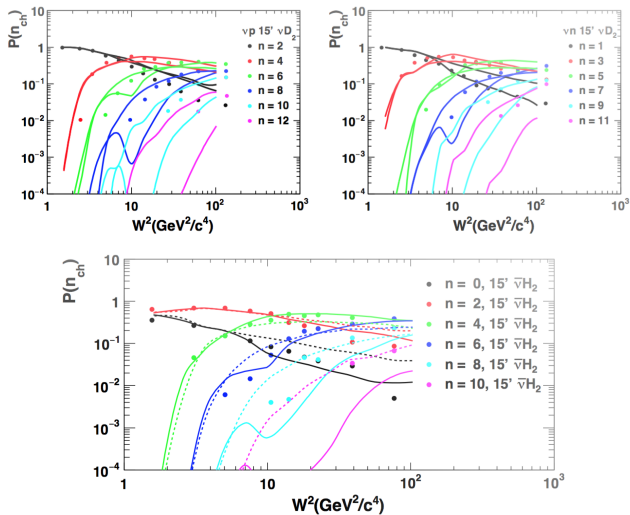 P(n_ch)
10
1
10⁻¹
10⁻²
10⁻³
10⁻⁴
νp 15' νD₂
n = 2
n = 4
n = 6
n = 8
n = 10
n = 12
1
10
10²
10³
W²(GeV²/c⁴)
P(n_ch)
10
1
10⁻¹
10⁻²
10⁻³
10⁻⁴
νn 15' νD₂
n = 1
n = 3
n = 5
n = 7
n = 9
n = 11
1
10
10²
10³
W²(GeV²/c⁴)
P(n_ch)
10
1
10⁻¹
10⁻²
10⁻³
10⁻⁴
n = 0, 15' ν̅H₂
n = 2, 15' ν̅H₂
n = 4, 15' ν̅H₂
n = 6, 15' ν̅H₂
n = 8, 15' ν̅H₂
n = 10, 15' ν̅H₂
1
10
10²
10³
W²(GeV²/c⁴)